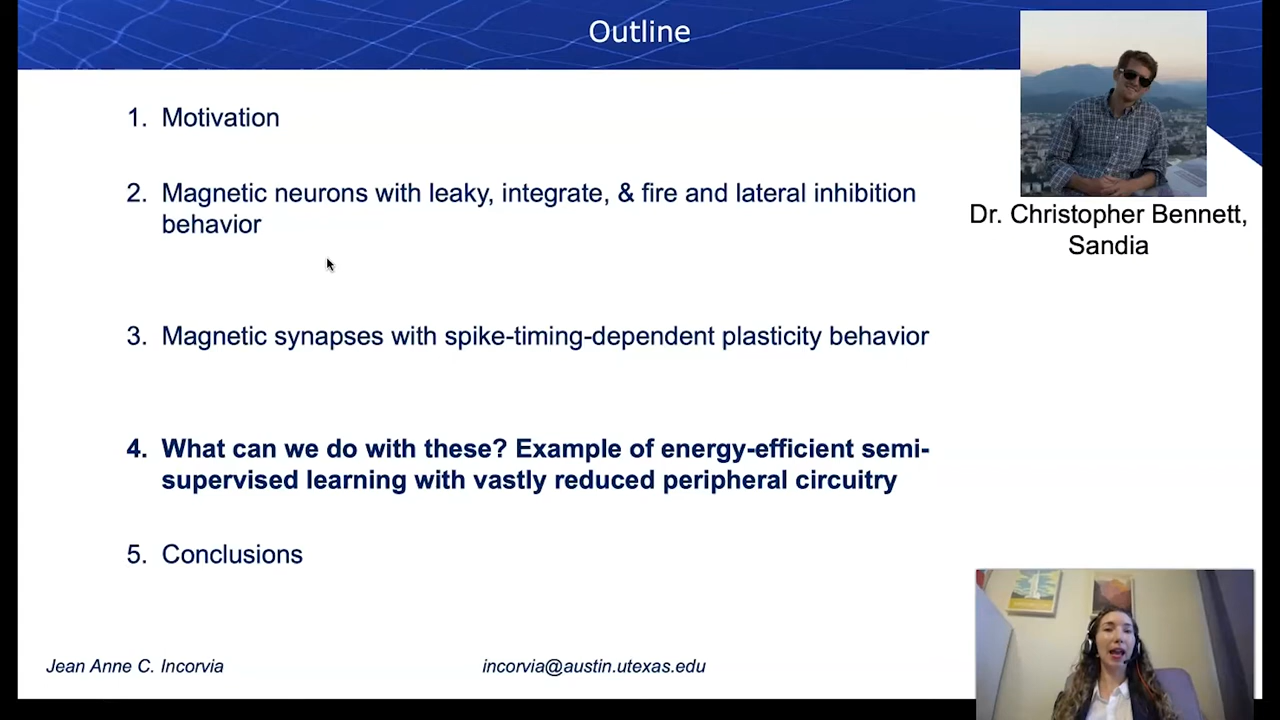 Outline
1. Motivation
2. Magnetic neurons with leaky, integrate, & fire and lateral inhibition
behavior
3. Magnetic synapses with spike-timing-dependent plasticity behavior
4. What can we do with these? Example of energy-efficient semi-
supervised learning with vastly reduced peripheral circuitry
5. Conclusions
Dr. Christopher Bennett,
Sandia
Jean Anne C. Incorvia
incorvia@austin.utexas.edu